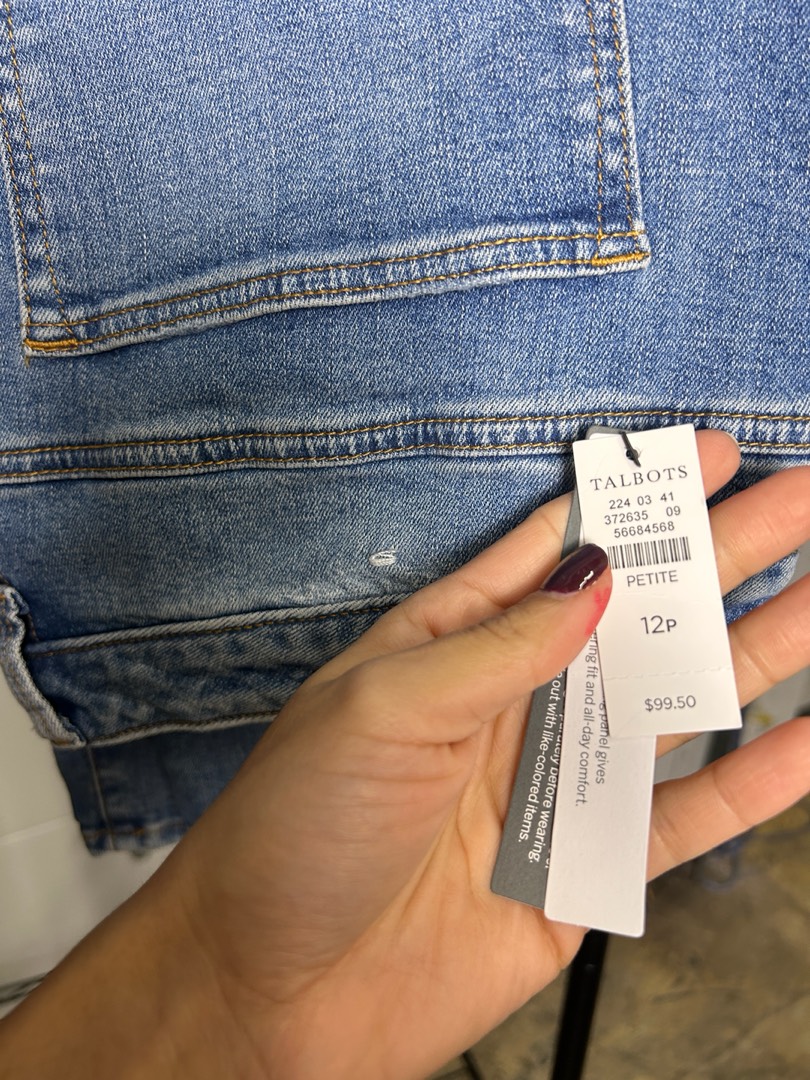 TALBOTS
224 03 41
372635 09
56684568
PETITE
12P
$99.50
panel gives
fit and all-day comfort.
before wearing.
out with like-colored items.